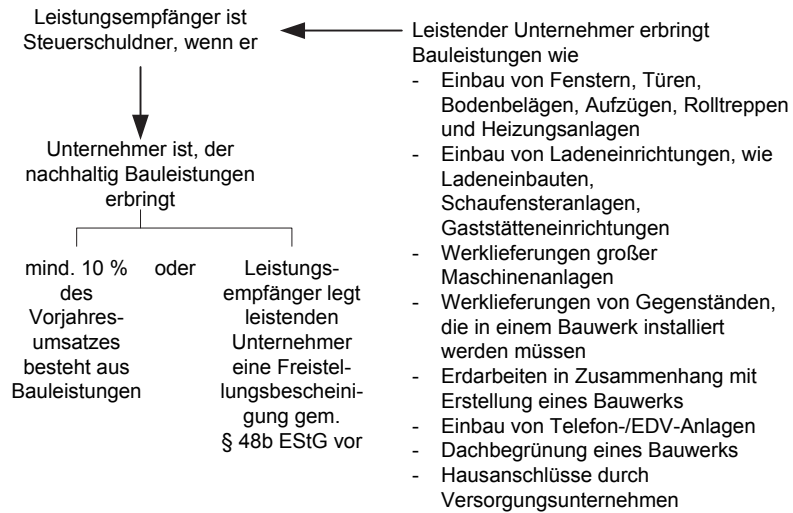 Leistungsempfänger ist
Steuerschuldner, wenn er
Unternehmer ist, der
nachhaltig Bauleistungen
erbringt
mind. 10 %
des
Vorjahres-
umsatzes
besteht aus
Bauleistungen
oder
Leistungs-
empfänger legt
leistenden
Unternehmer
eine Freistel-
lungsbescheini-
gung gem.
§ 48b EStG vor
Leistender Unternehmer erbringt
Bauleistungen wie
- Einbau von Fenstern, Türen,
Bodenbelägen, Aufzügen, Rolltreppen
und Heizungsanlagen
- Einbau von Ladeneinrichtungen, wie
Ladeneinbauten,
Schaufensteranlagen,
Gaststätteneinrichtungen
- Werklieferungen großer
Maschinenanlagen
- Werklieferungen von Gegenständen,
die in einem Bauwerk installiert
werden müssen
- Erdarbeiten in Zusammenhang mit
Erstellung eines Bauwerks
- Einbau von Telefon-/EDV-Anlagen
- Dachbegrünung eines Bauwerks
- Hausanschlüsse durch
Versorgungsunternehmen